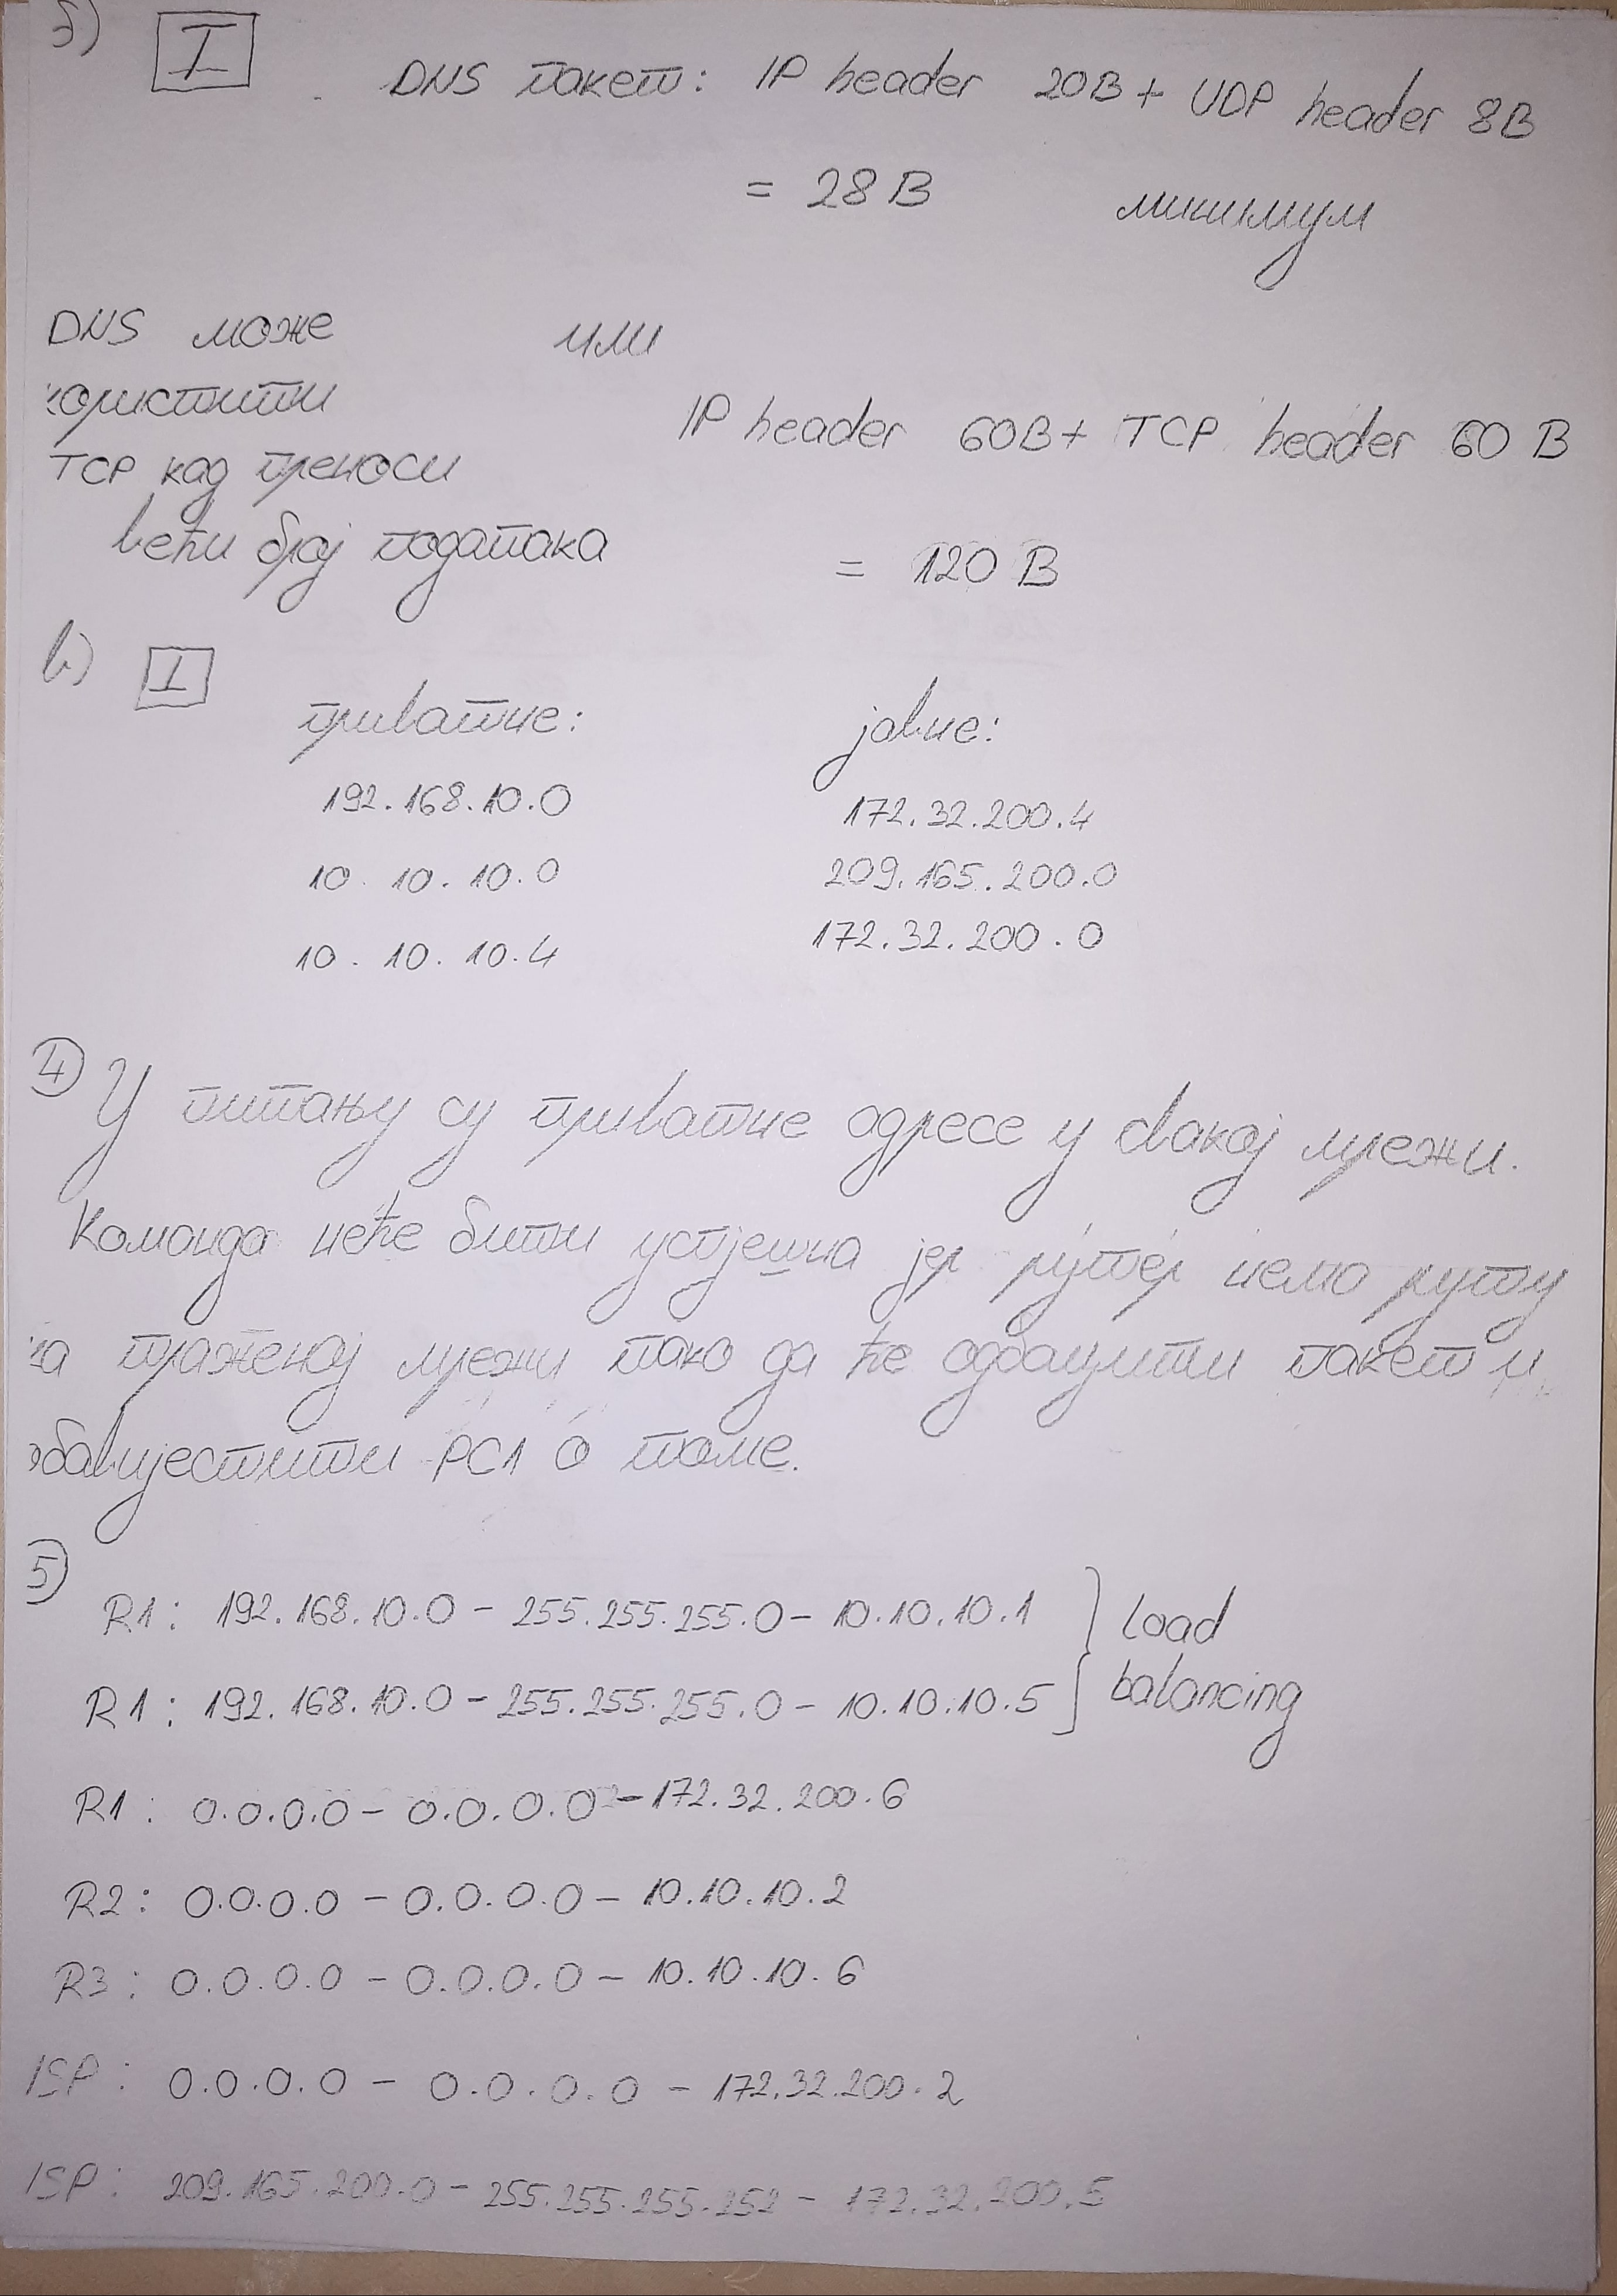 б) I
DNS пакет: IP header 20B + UDP header 8B
= 28 B минимум
DNS може или
користити
IP header 60B + TCP header 60 B
TCP кад преноси
већи број података
= 120 B
в) I
приватне: јавне:
192.168.10.0 172.32.200.4
10.10.10.0 209.165.200.0
10.10.10.4 172.32.200.0
4) У питању су приватне адресе у свакој мрежи.
Команда неће бити успјешна јер рутер нема руту
ка траженој мрежи тако да ће одбацити пакет и
обавијестити PC1 о томе.
5)
R1: 192.168.10.0 - 255.255.255.0 - 10.10.10.1 } Load
R1: 192.168.10.0 - 255.255.255.0 - 10.10.10.5 } balancing
R1: 0.0.0.0 - 0.0.0.0 - 172.32.200.6
R2: 0.0.0.0 - 0.0.0.0 - 10.10.10.2
R3: 0.0.0.0 - 0.0.0.0 - 10.10.10.6
ISP: 0.0.0.0 - 0.0.0.0 - 172.32.200.2
ISP: 209.165.200.0 - 255.255.255.252 - 172.32.200.5